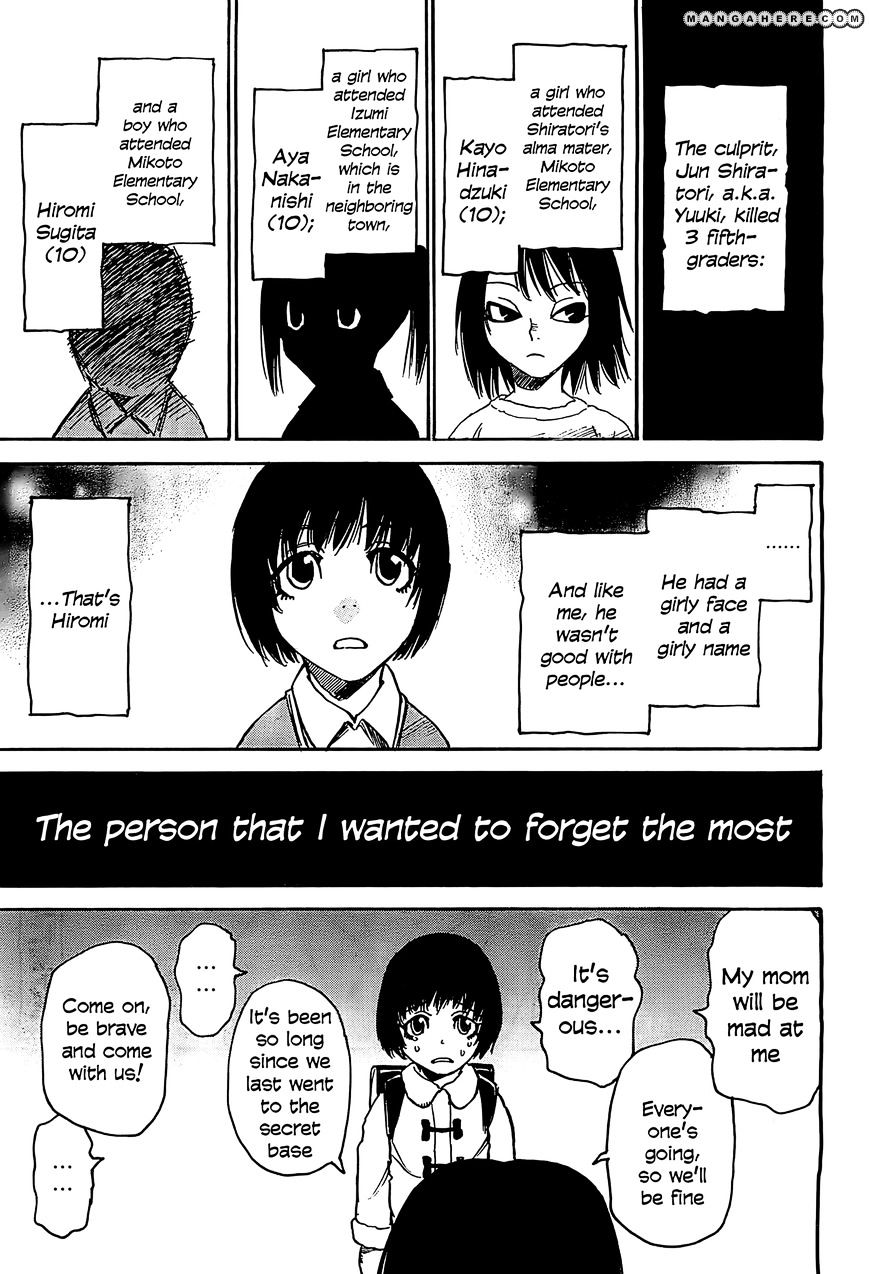 MANGAHERE.COM
The culprit,
Jun Shira-
tori, a.k.a.
Yuuki, killed
3 fifth-
graders:
a girl who
attended
Shiratori's
alma mater,
Mikoto
Elementary
School,
Kayo
Hina-
dzuki
(10);
a girl who
attended
Izumi
Elementary
School,
which is
in the
neighboring
town,
Aya
Naka-
nishi
(10);
and a
boy who
attended
Mikoto
Elementary
School,
Hiromi
Sugita
(10)
......
He had a
girly face
and a
girly name
And like
me, he
wasn't
good with
people...
...That's
Hiromi
The person that I wanted to forget the most
My mom
will be
mad at
me
Every-
one's
going,
so we'll
be fine
It's
danger-
ous...
It's been
so long
since we
last went
to the
secret
base
...
...
Come on,
be brave
and come
with us!
...
...